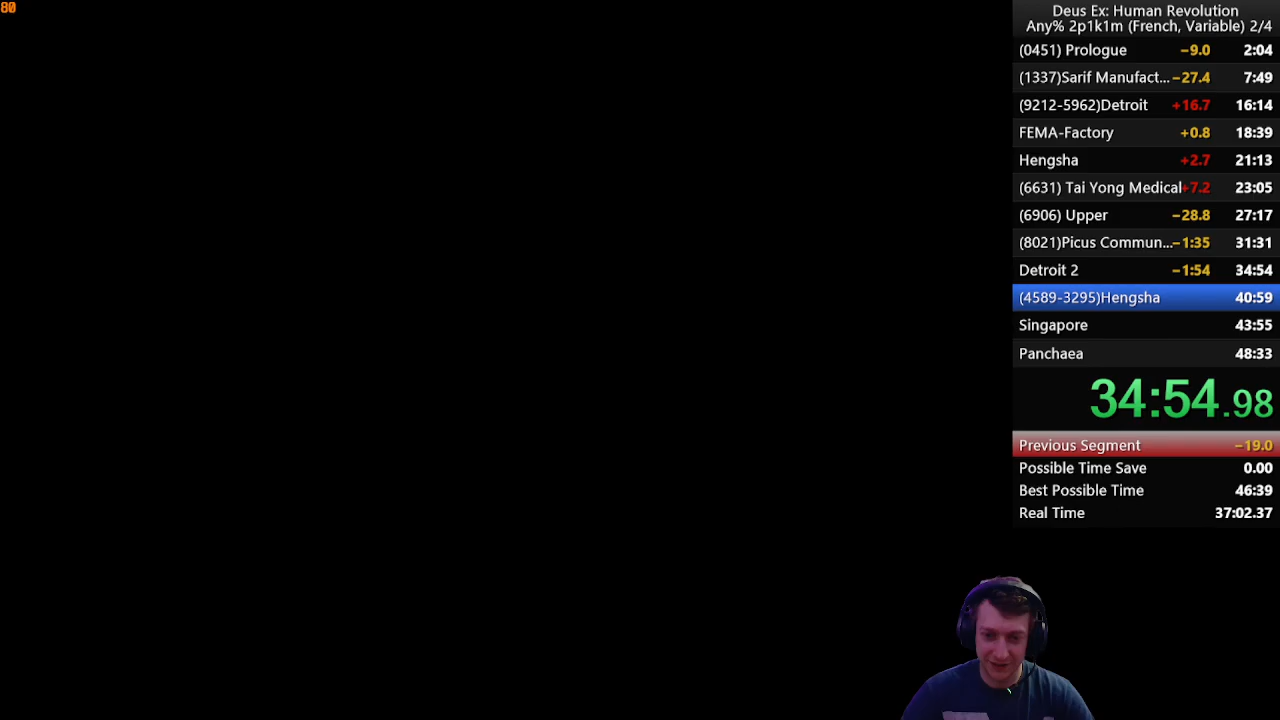 80
Deus Ex: Human Revolution
Any% 2p1k1m (French, Variable) 2/4
(0451) Prologue −9.0 2:04
(1337)Sarif Manufact... −27.4 7:49
(9212-5962)Detroit +16.7 16:14
FEMA-Factory +0.8 18:39
Hengsha +2.7 21:13
(6631) Tai Yong Medical +7.2 23:05
(6906) Upper −28.8 27:17
(8021)Picus Commun... −1:35 31:31
Detroit 2 −1:54 34:54
(4589-3295)Hengsha 40:59
Singapore 43:55
Panchaea 48:33
34:54.98
Previous Segment −19.0
Possible Time Save 0.00
Best Possible Time 46:39
Real Time 37:02.37